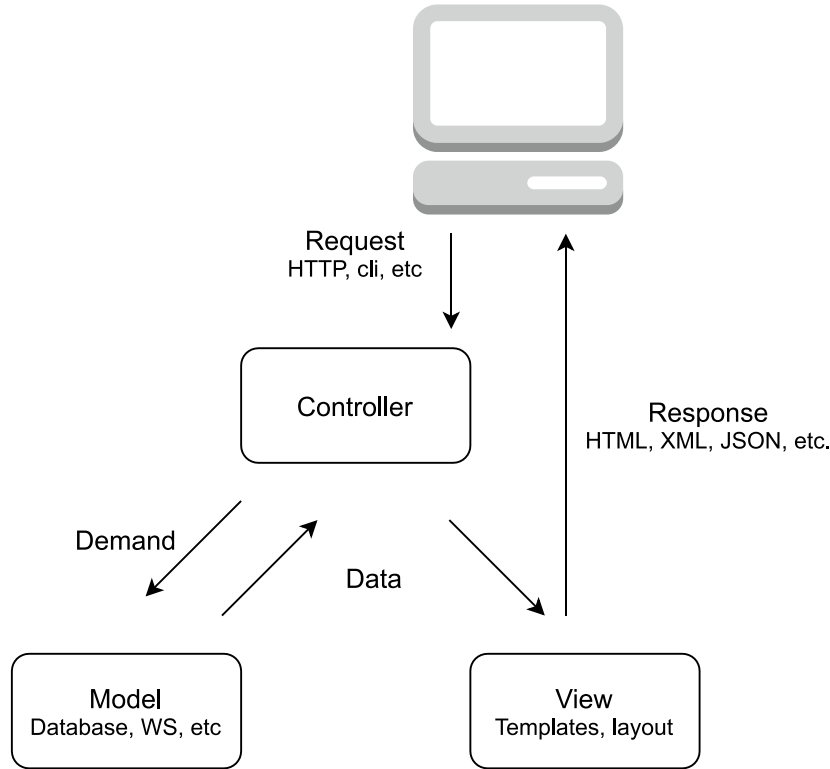 Request
HTTP, cli, etc
Controller
Response
HTML, XML, JSON, etc.
Demand
Data
Model
Database, WS, etc
View
Templates, layout